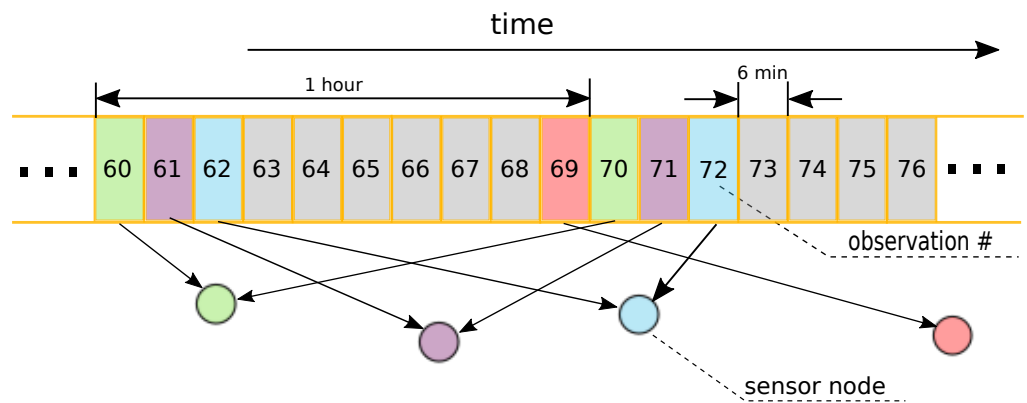 time
1 hour
6 min
60 61 62 63 64 65 66 67 68 69 70 71 72 73 74 75 76
observation #
sensor node